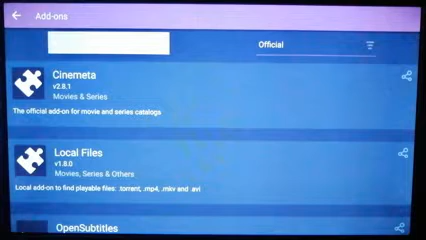 Add-ons
Official
Cinemeta
v2.8.1
Movies & Series
The official add-on for movie and series catalogs
Local Files
v1.8.0
Movies, Series & Others
Local add-on to find playable files: .torrent, .mp4, .mkv and .avi
OpenSubtitles